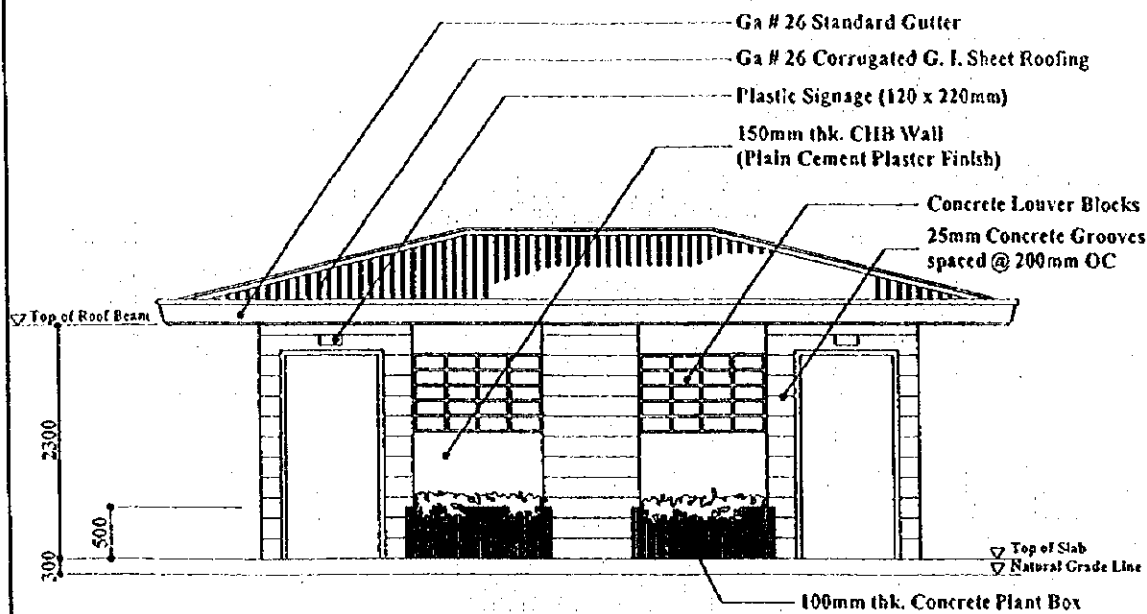 Ga # 26 Standard Gutter
Ga # 26 Corrugated G. I. Sheet Roofing
Plastic Signage (120 x 220mm)
150mm thk. CHB Wall
(Plain Cement Plaster Finish)
Concrete Louver Blocks
25mm Concrete Grooves
spaced @ 200mm OC
Top of Roof Beam
2300
500
300
Top of Slab
Natural Grade Line
100mm thk. Concrete Plant Box